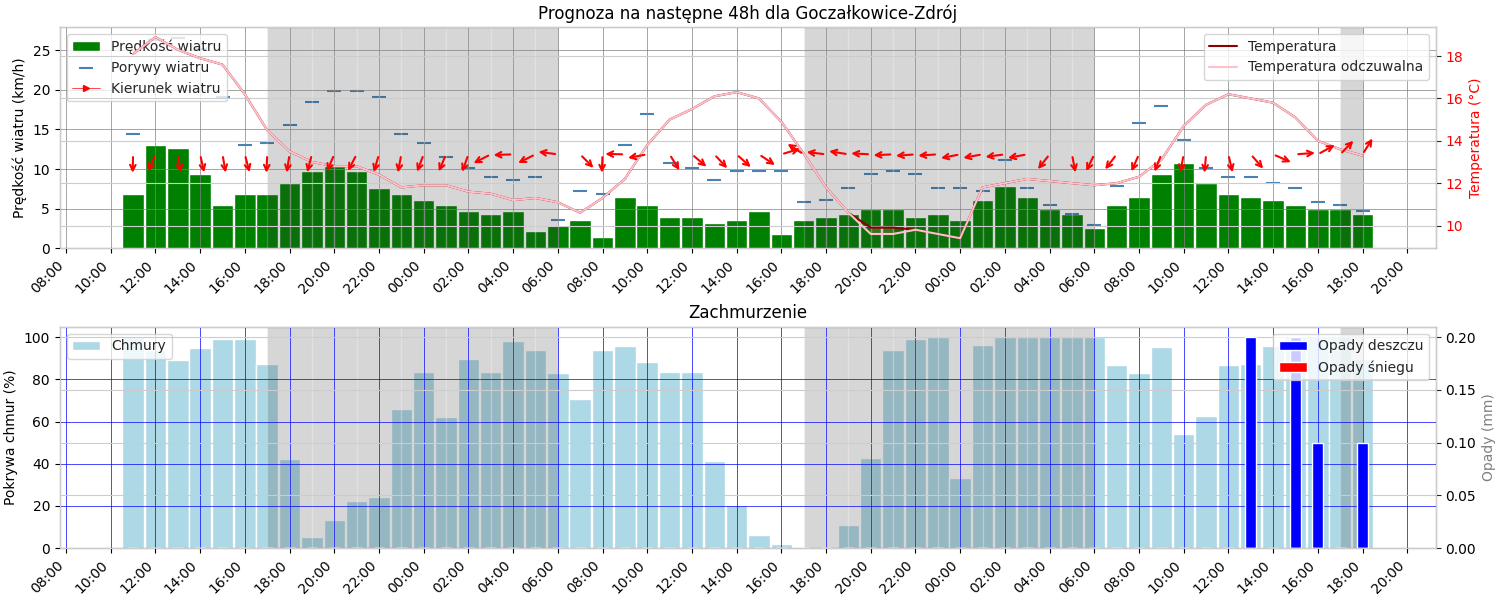 Prognoza na następne 48h dla Goczałkowice-Zdrój
Prędkość wiatru
Porywy wiatru
Kierunek wiatru
Temperatura
Temperatura odczuwalna
Prędkość wiatru (km/h)
25
20
15
10
5
0
18
16
14
12
10
Temperatura (°C)
08:00 10:00 12:00 14:00 16:00 18:00 20:00 22:00 00:00 02:00 04:00 06:00 08:00 10:00 12:00 14:00 16:00 18:00 20:00 22:00 00:00 02:00 04:00 06:00 08:00 10:00 12:00 14:00 16:00 18:00 20:00
Zachmurzenie
Chmury
Opady deszczu
Opady śniegu
Pokrywa chmur (%)
100
80
60
40
20
0
0.20
0.15
0.10
0.05
0.00
Opady (mm)
08:00 10:00 12:00 14:00 16:00 18:00 20:00 22:00 00:00 02:00 04:00 06:00 08:00 10:00 12:00 14:00 16:00 18:00 20:00 22:00 00:00 02:00 04:00 06:00 08:00 10:00 12:00 14:00 16:00 18:00 20:00